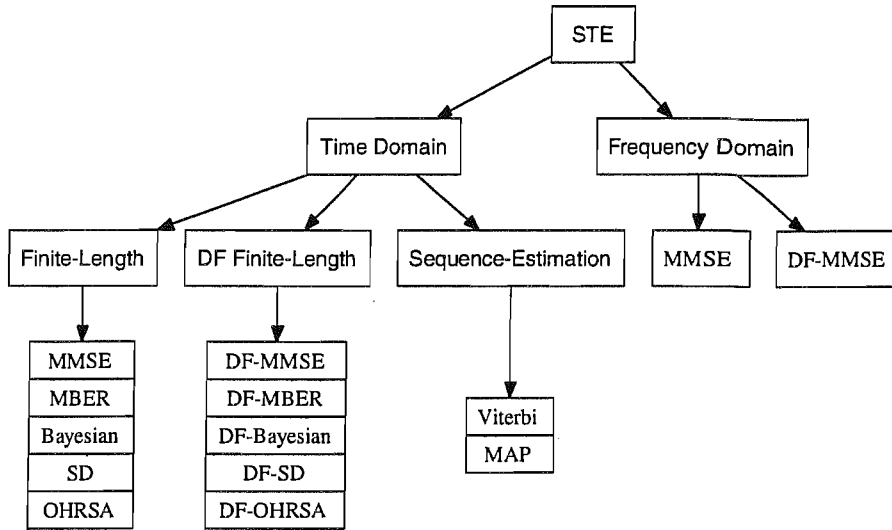 STE
Time Domain
Frequency Domain
Finite-Length
DF Finite-Length
Sequence-Estimation
MMSE
DF-MMSE
MMSE
MBER
Bayesian
SD
OHRSA
DF-MMSE
DF-MBER
DF-Bayesian
DF-SD
DF-OHRSA
Viterbi
MAP